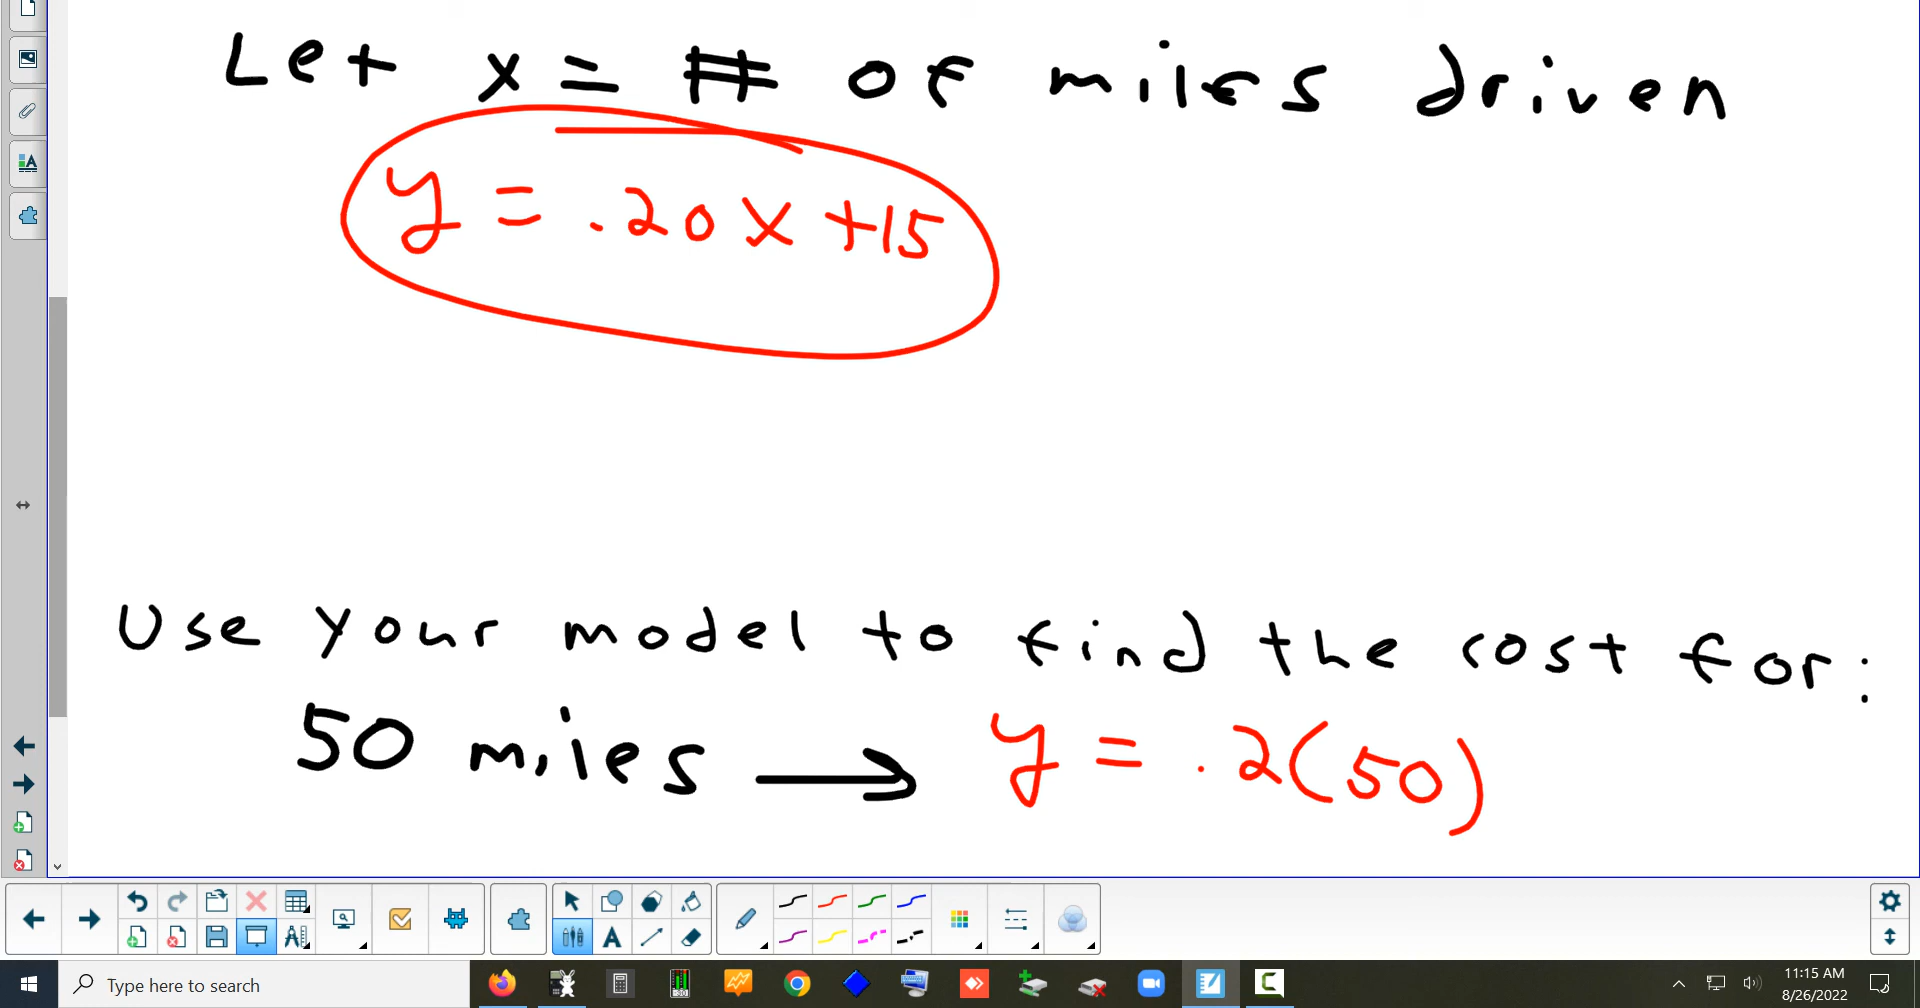 Let x = # of miles driven
y = .20x +15
Use your model to find the cost for:
50 miles → y = .2(50)
Type here to search
11:15 AM
8/26/2022